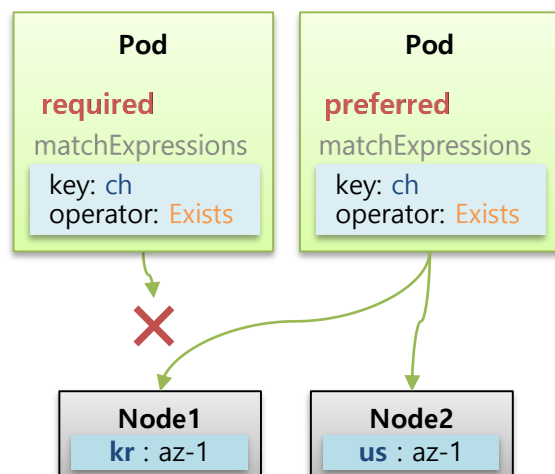 Pod
required
matchExpressions
key: ch
operator: Exists
Pod
preferred
matchExpressions
key: ch
operator: Exists
Node1
kr : az-1
Node2
us : az-1